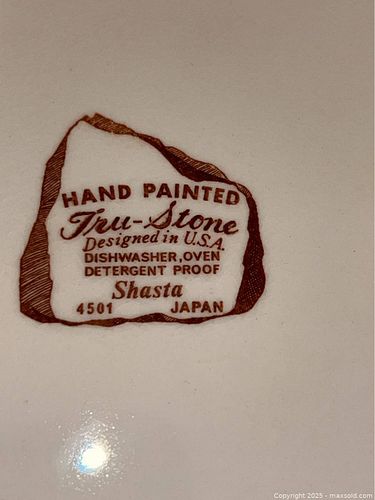 HAND PAINTED
Tru-Stone
Designed in U.S.A.
DISHWASHER, OVEN
DETERGENT PROOF
Shasta
4501 JAPAN
Copyright 2025 - maxsold.com